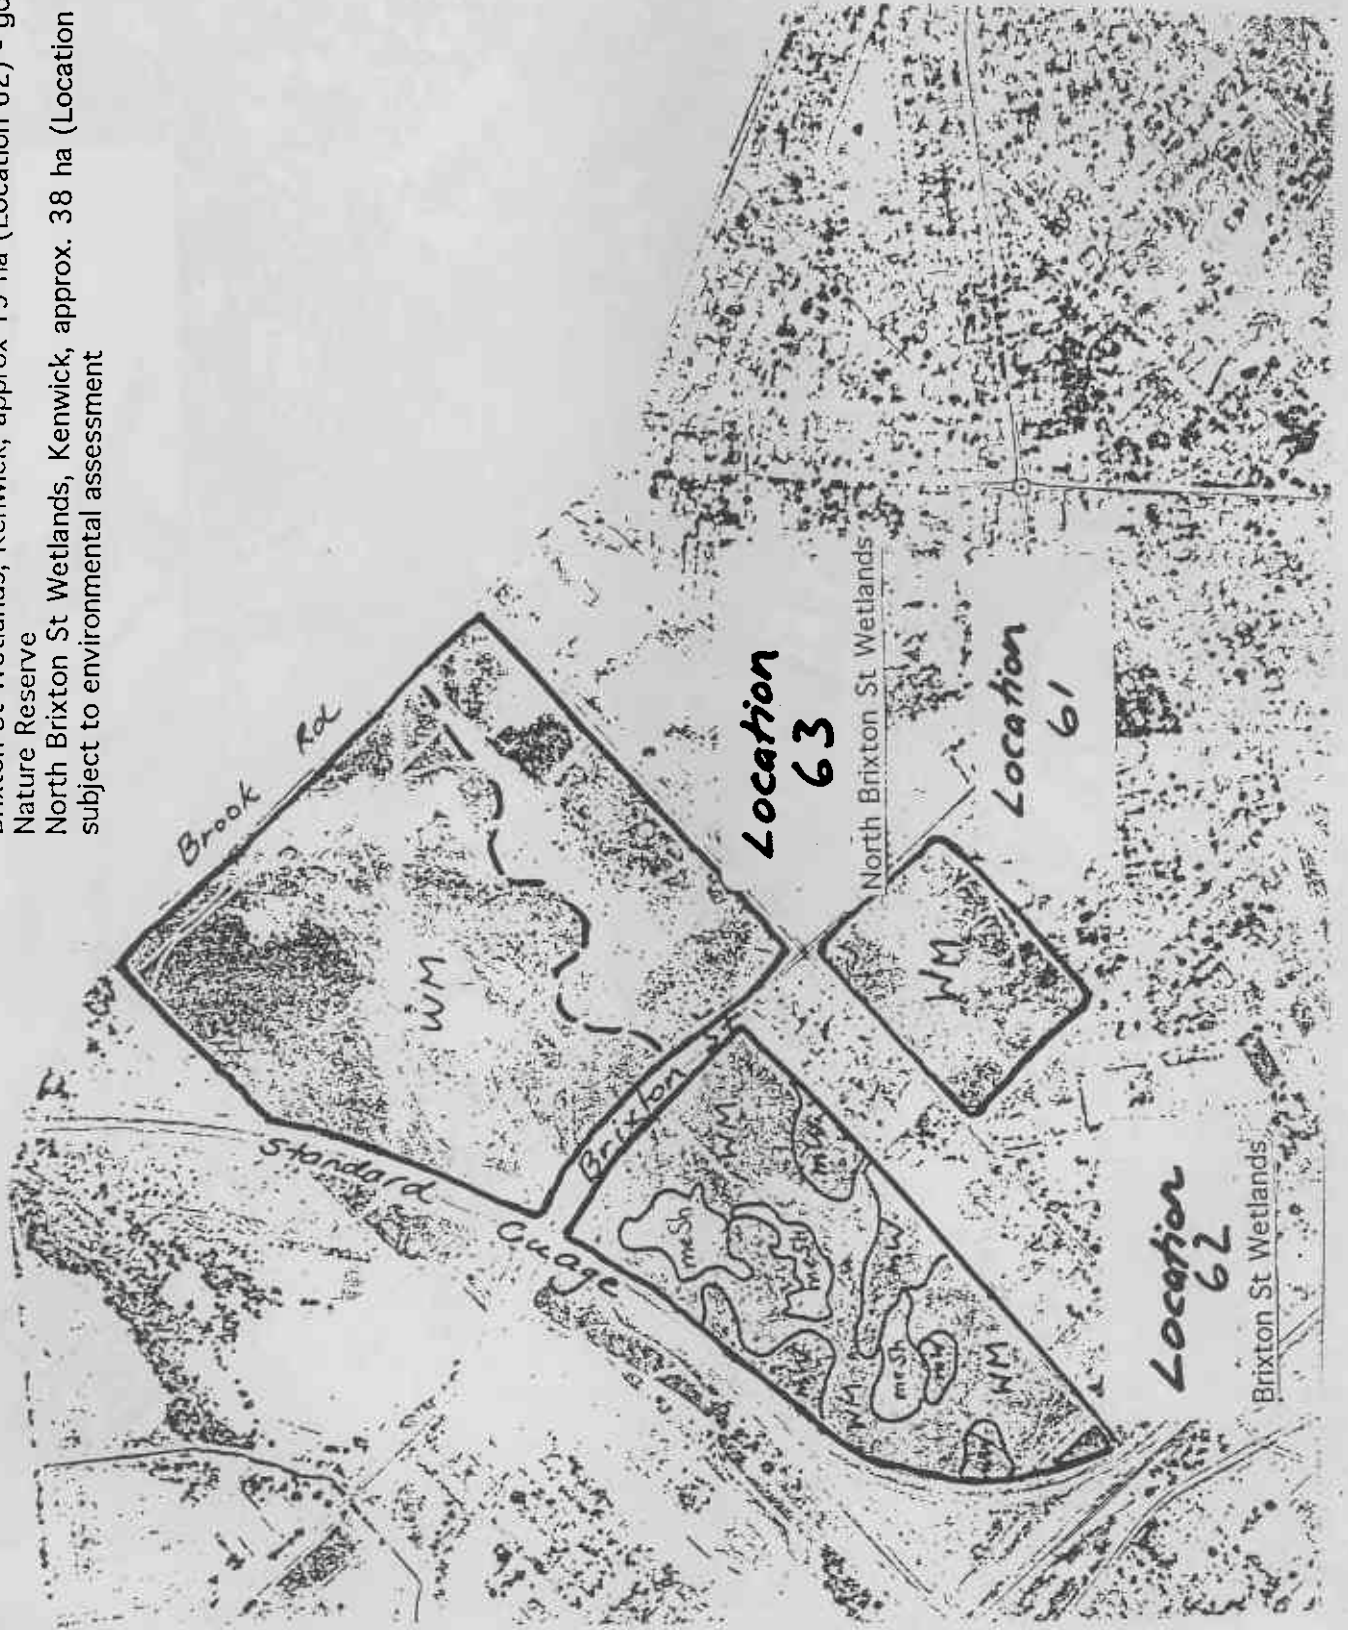 Nature Reserve
North Brixton St Wetlands, Kenwick, approx. 38 ha (Location
subject to environmental assessment
Brook Rd
WM
Standard
Guage
Brixton St
Location
63
North Brixton St Wetlands
Location
61
WM
WM
meSh
meSh
WM
meSh
WM
Location
62
Brixton St Wetlands